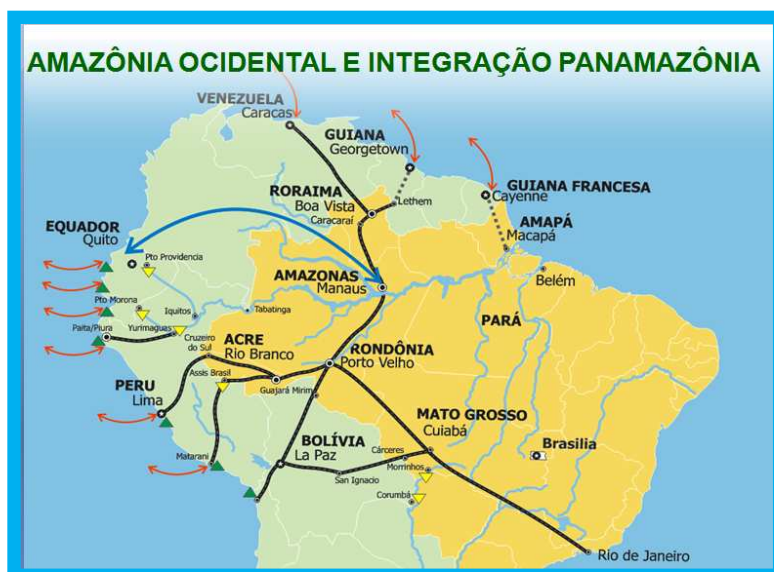 AMAZÔNIA OCIDENTAL E INTEGRAÇÃO PANAMAZÔNIA
VENEZUELA
Caracas
GUIANA
Georgetown
GUIANA FRANCESA
Cayenne
RORAIMA
Boa Vista
Lethem
Caracaraí
AMAPÁ
Macapá
EQUADOR
Quito
Pto Providencia
AMAZONAS
Manaus
Belém
Pto Morona
Iquitos
Tabatinga
PARÁ
Paita/Piura
Yurimaguas
Cruzeiro
do Sul
ACRE
Rio Branco
RONDÔNIA
Porto Velho
Assis Brasil
Guajará Mirim
PERU
Lima
MATO GROSSO
Cuiabá
BOLÍVIA
La Paz
Cárceres
Morrinhos
Brasilia
Matarani
San Ignacio
Corumbá
Rio de Janeiro